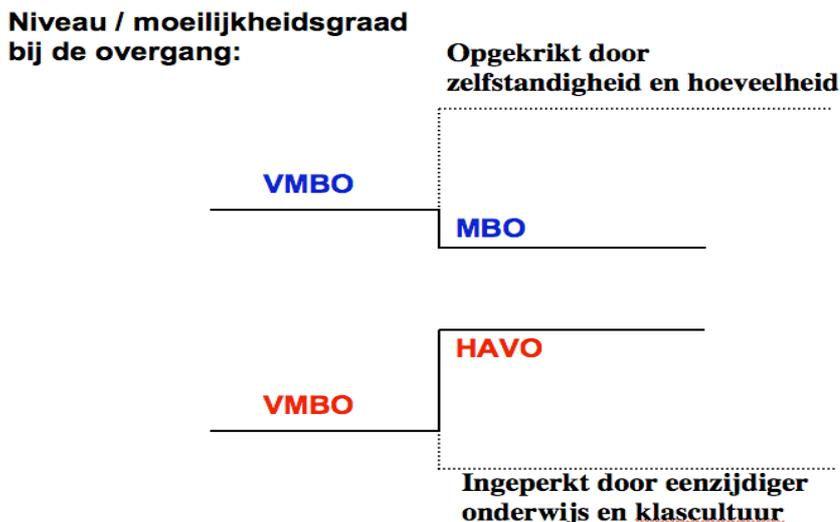 Niveau / moeilijkheidsgraad
bij de overgang:
Opgekrikt door
zelfstandigheid en hoeveelheid
VMBO
MBO
HAVO
VMBO
Ingeperkt door eenzijdiger
onderwijs en klascultuur